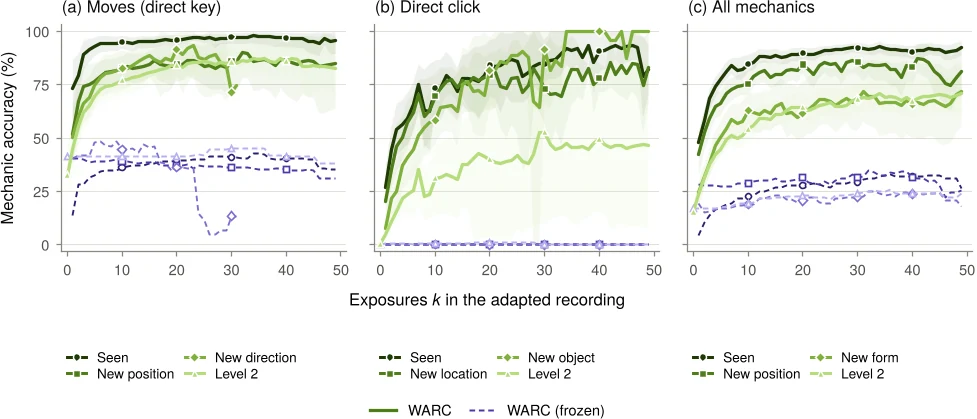 (a) Moves (direct key)
(b) Direct click
(c) All mechanics
Mechanic accuracy (%)
100
75
50
25
0
0 10 20 30 40 50
0 10 20 30 40 50
0 10 20 30 40 50
Exposures k in the adapted recording
Seen New direction
New position Level 2
Seen New object
New location Level 2
Seen New form
New position Level 2
WARC WARC (frozen)